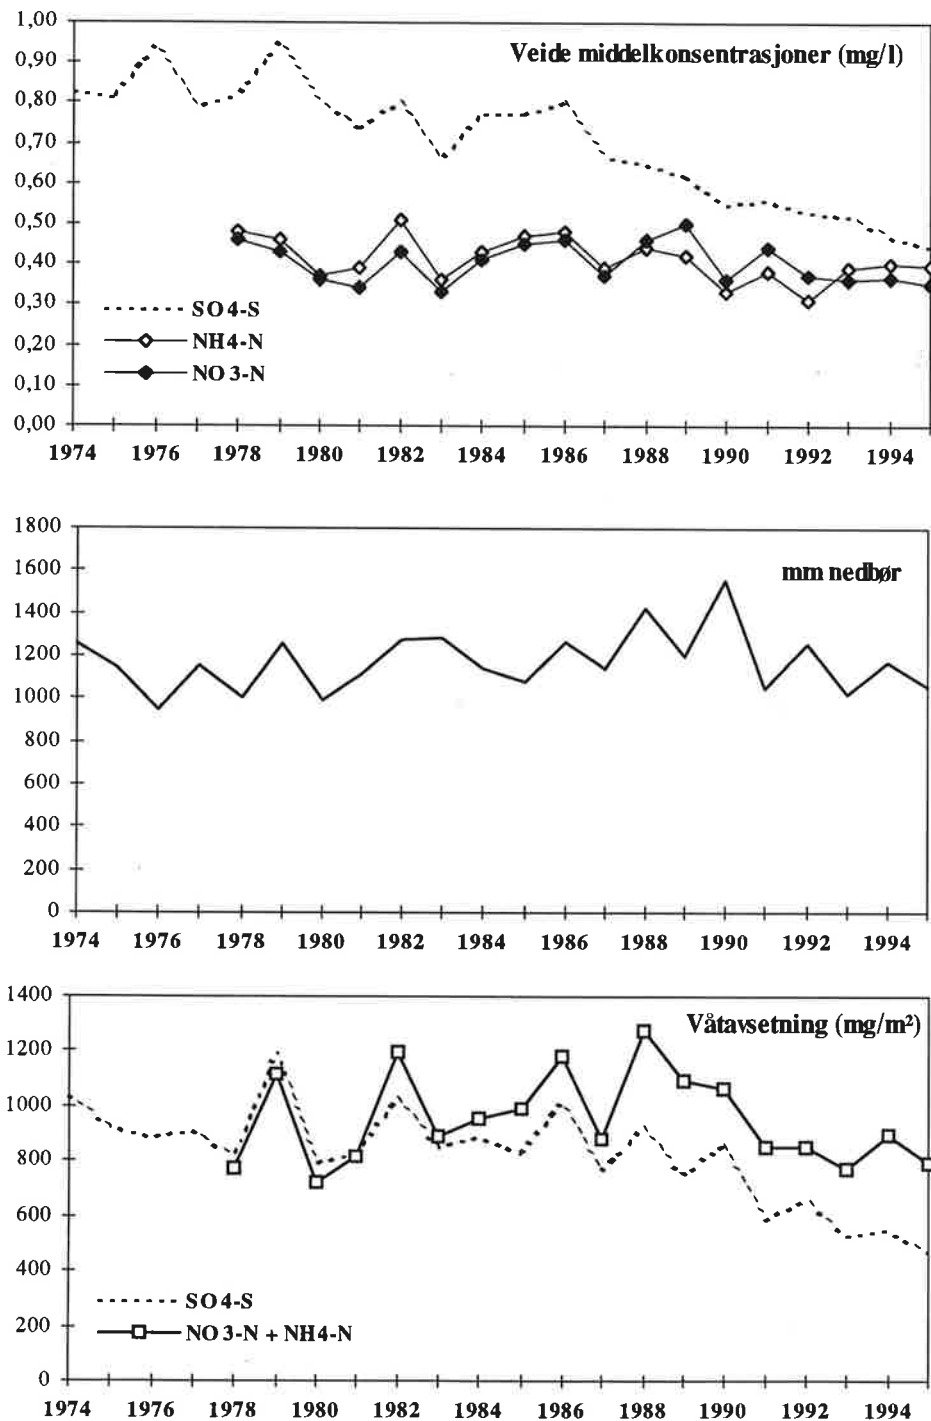 1,00
Veide middelkonsentrasjoner (mg/l)
0,90
0,80
0,70
0,60
0,50
0,40
0,30
SO4-S
0,20
NH4-N
0,10
NO3-N
0,00
1974 1976 1978 1980 1982 1984 1986 1988 1990 1992 1994
1800
mm nedbør
1600
1400
1200
1000
800
600
400
200
0
1974 1976 1978 1980 1982 1984 1986 1988 1990 1992 1994
1400
Våtavsetning (mg/m²)
1200
1000
800
600
400
SO4-S
200
NO3-N + NH4-N
0
1974 1976 1978 1980 1982 1984 1986 1988 1990 1992 1994